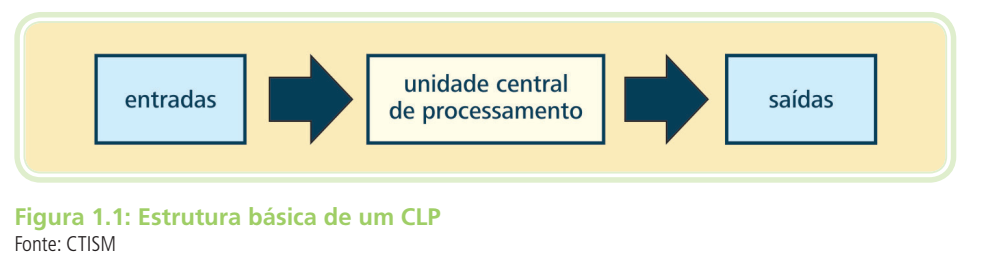 entradas
unidade central
de processamento
saídas
Figura 1.1: Estrutura básica de um CLP
Fonte: CTISM